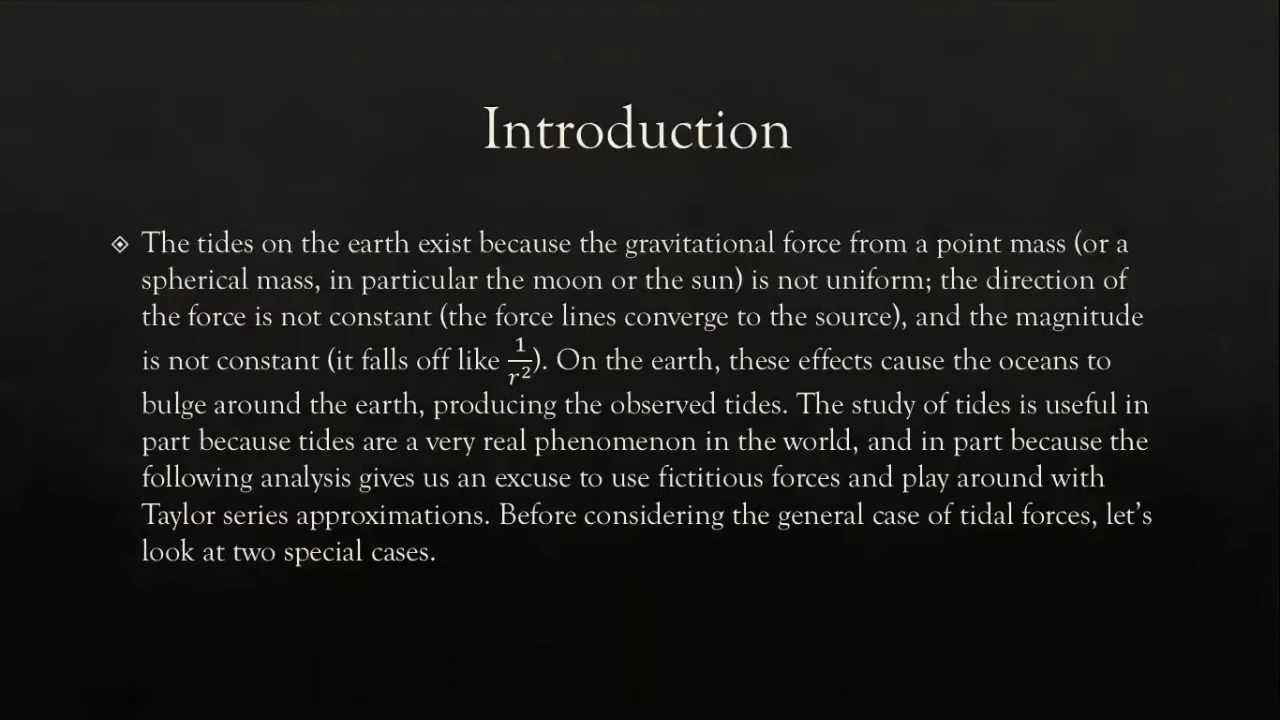 Introduction
The tides on the earth exist because the gravitational force from a point mass (or a
spherical mass, in particular the moon or the sun) is not uniform; the direction of
the force is not constant (the force lines converge to the source), and the magnitude
is not constant (it falls off like 1/r²). On the earth, these effects cause the oceans to
bulge around the earth, producing the observed tides. The study of tides is useful in
part because tides are a very real phenomenon in the world, and in part because the
following analysis gives us an excuse to use fictitious forces and play around with
Taylor series approximations. Before considering the general case of tidal forces, let’s
look at two special cases.